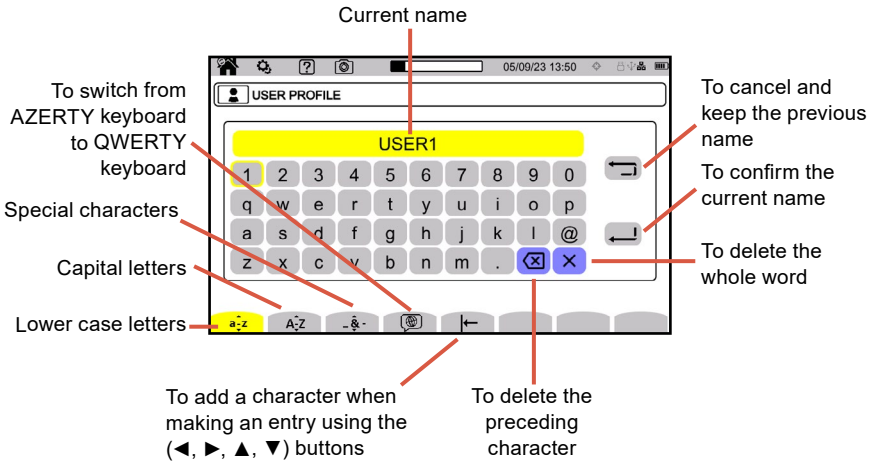 Current name
05/09/23 13:50
USER PROFILE
To switch from
AZERTY keyboard
to QWERTY
keyboard
Special characters
Capital letters
Lower case letters
USER1
1 2 3 4 5 6 7 8 9 0
q w e r t y u i o p
a s d f g h j k l @
z x c v b n m .
a-z A-Z _&-
To cancel and
keep the previous
name
To confirm the
current name
To delete the
whole word
To add a character when
making an entry using the
(◄, ►, ▲, ▼) buttons
To delete the
preceding
character